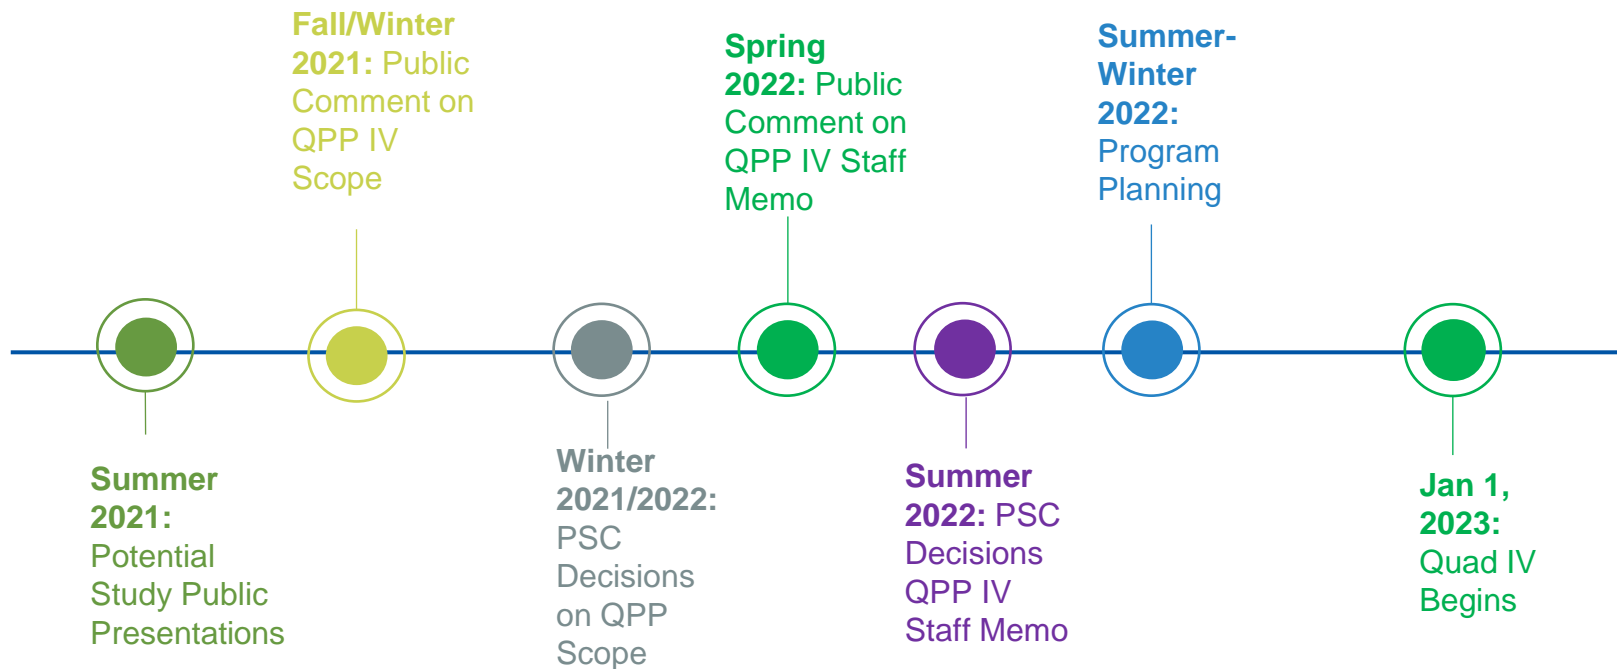 Summer
2021:
Potential
Study Public
Presentations
Fall/Winter
2021: Public
Comment on
QPP IV
Scope
Winter
2021/2022:
PSC
Decisions
on QPP
Scope
Spring
2022: Public
Comment on
QPP IV Staff
Memo
Summer
2022: PSC
Decisions
QPP IV
Staff Memo
Summer-
Winter
2022:
Program
Planning
Jan 1,
2023:
Quad IV
Begins